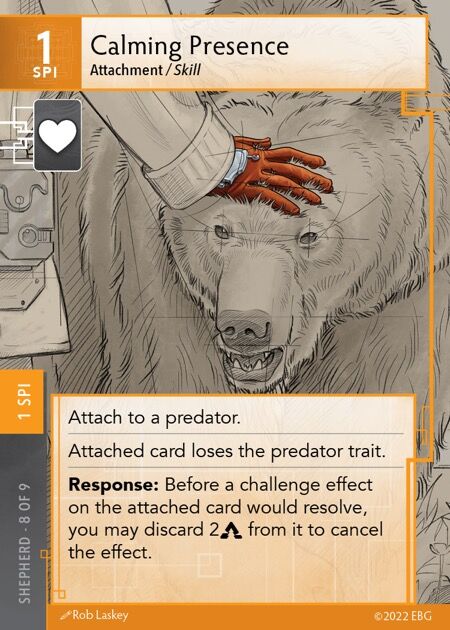 1
SPI
Calming Presence
Attachment / Skill
1 SPI
SHEPHERD - 8 OF 9
Attach to a predator.
Attached card loses the predator trait.
Response: Before a challenge effect
on the attached card would resolve,
you may discard 2 from it to cancel
the effect.
Rob Laskey
©2022 EBG